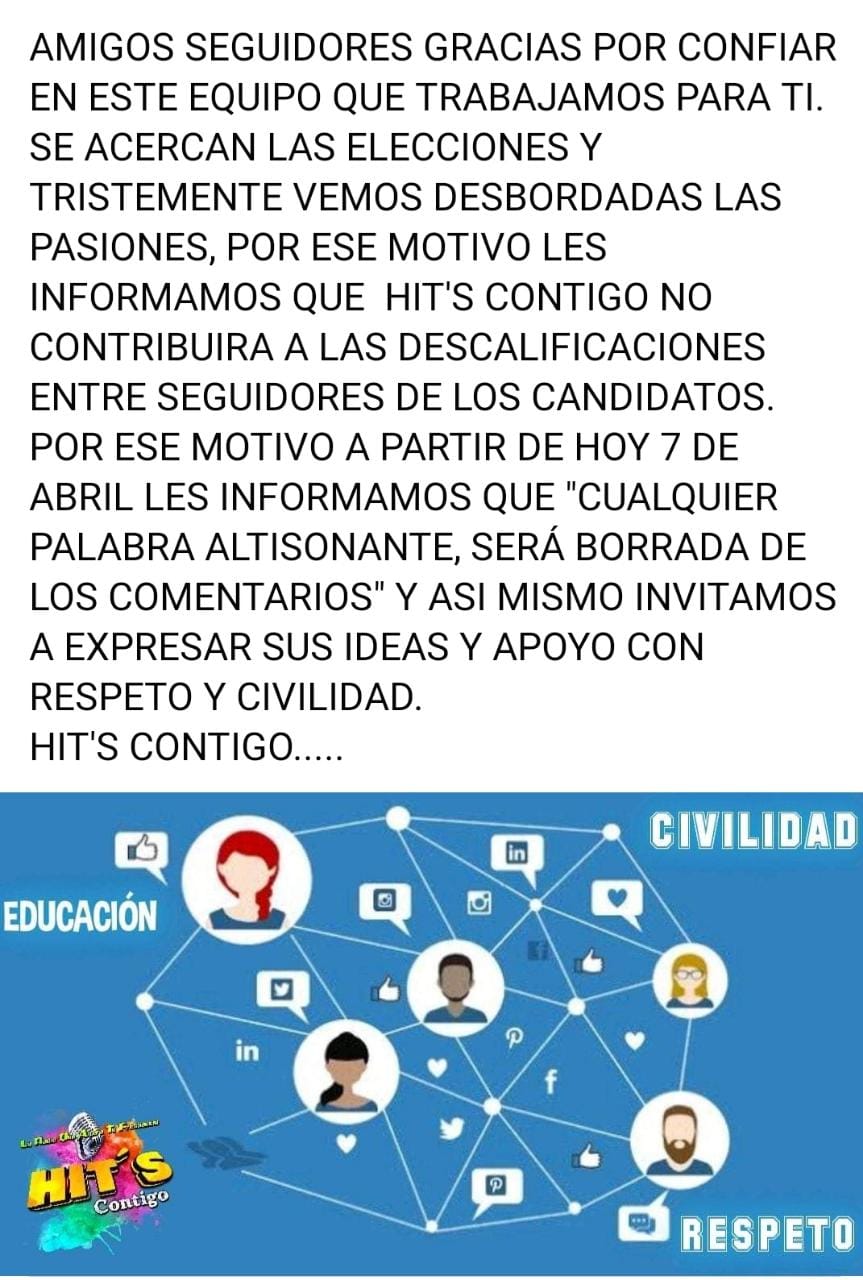 AMIGOS SEGUIDORES GRACIAS POR CONFIAR
EN ESTE EQUIPO QUE TRABAJAMOS PARA TI.
SE ACERCAN LAS ELECCIONES Y
TRISTEMENTE VEMOS DESBORDADAS LAS
PASIONES, POR ESE MOTIVO LES
INFORMAMOS QUE  HIT'S CONTIGO NO
CONTRIBUIRA A LAS DESCALIFICACIONES
ENTRE SEGUIDORES DE LOS CANDIDATOS.
POR ESE MOTIVO A PARTIR DE HOY 7 DE
ABRIL LES INFORMAMOS QUE "CUALQUIER
PALABRA ALTISONANTE, SERÁ BORRADA DE
LOS COMENTARIOS" Y ASI MISMO INVITAMOS
A EXPRESAR SUS IDEAS Y APOYO CON
RESPETO Y CIVILIDAD.
HIT'S CONTIGO.....
CIVILIDAD
in
EDUCACIÓN
in
HIT'S
Contigo
RESPETO